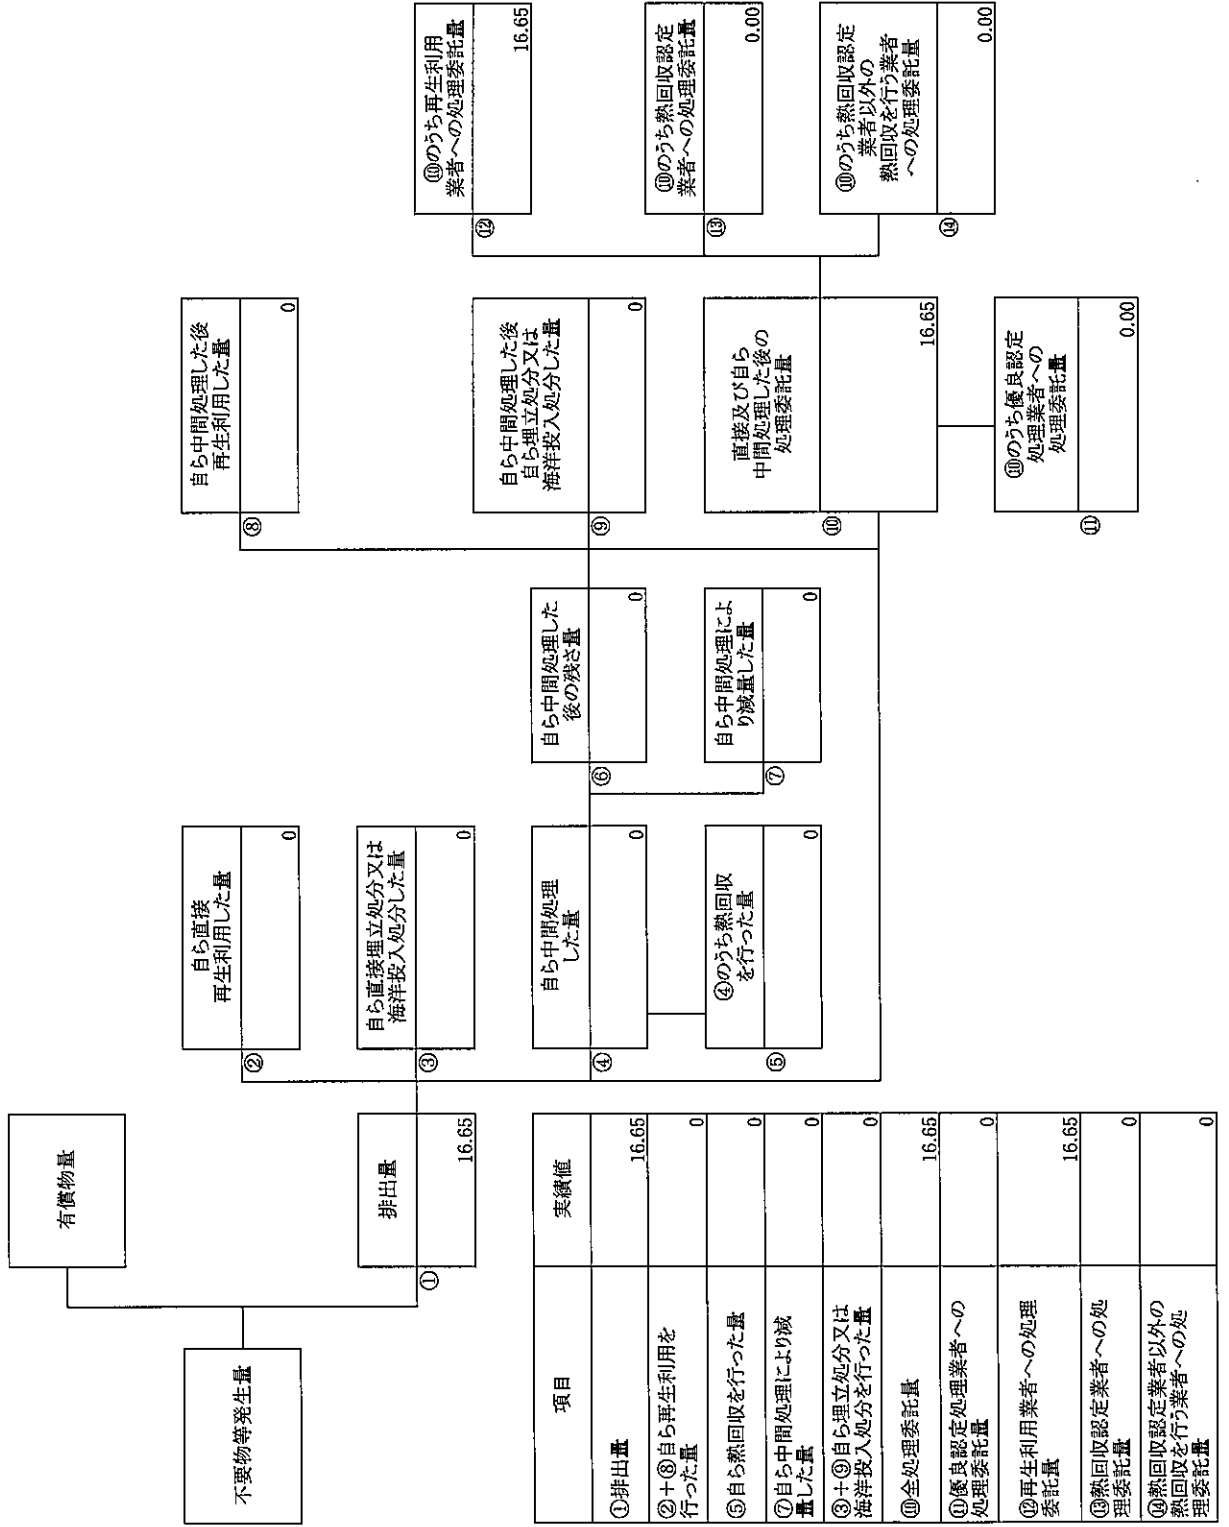 不要物等発生量
有償物量
排出量
①
16.65
自ら直接
再生利用した量
②
0
自ら直接埋立処分又は
海洋投入処分した量
③
0
自ら中間処理
した量
④
0
④のうち熱回収
を行った量
⑤
0
自ら中間処理した
後の残さ量
⑥
0
自ら中間処理によ
り減量した量
⑦
0
自ら中間処理した後
再生利用した量
⑧
0
自ら中間処理した後
自ら埋立処分又は
海洋投入処分した量
⑨
0
直接及び自ら
中間処理した後の
処理委託量
⑩
16.65
⑩のうち優良認定
処理業者への
処理委託量
⑪
0.00
⑩のうち再生利用
業者への処理委託量
⑫
16.65
⑩のうち熱回収認定
業者への処理委託量
⑬
0.00
⑩のうち熱回収認定
業者以外の
熱回収を行う業者
への処理委託量
⑭
0.00
項目 実績値
①排出量 16.65
②+⑧自ら再生利用を
行った量 0
⑤自ら熱回収を行った量 0
⑦自ら中間処理により減
量した量 0
③+⑨自ら埋立処分又は
海洋投入処分を行った量 0
⑩全処理委託量 16.65
⑪優良認定処理業者への
処理委託量 0
⑫再生利用業者への処理
委託量 16.65
⑬熱回収認定業者への処
理委託量 0
⑭熱回収認定業者以外の
熱回収を行う業者への処
理委託量 0